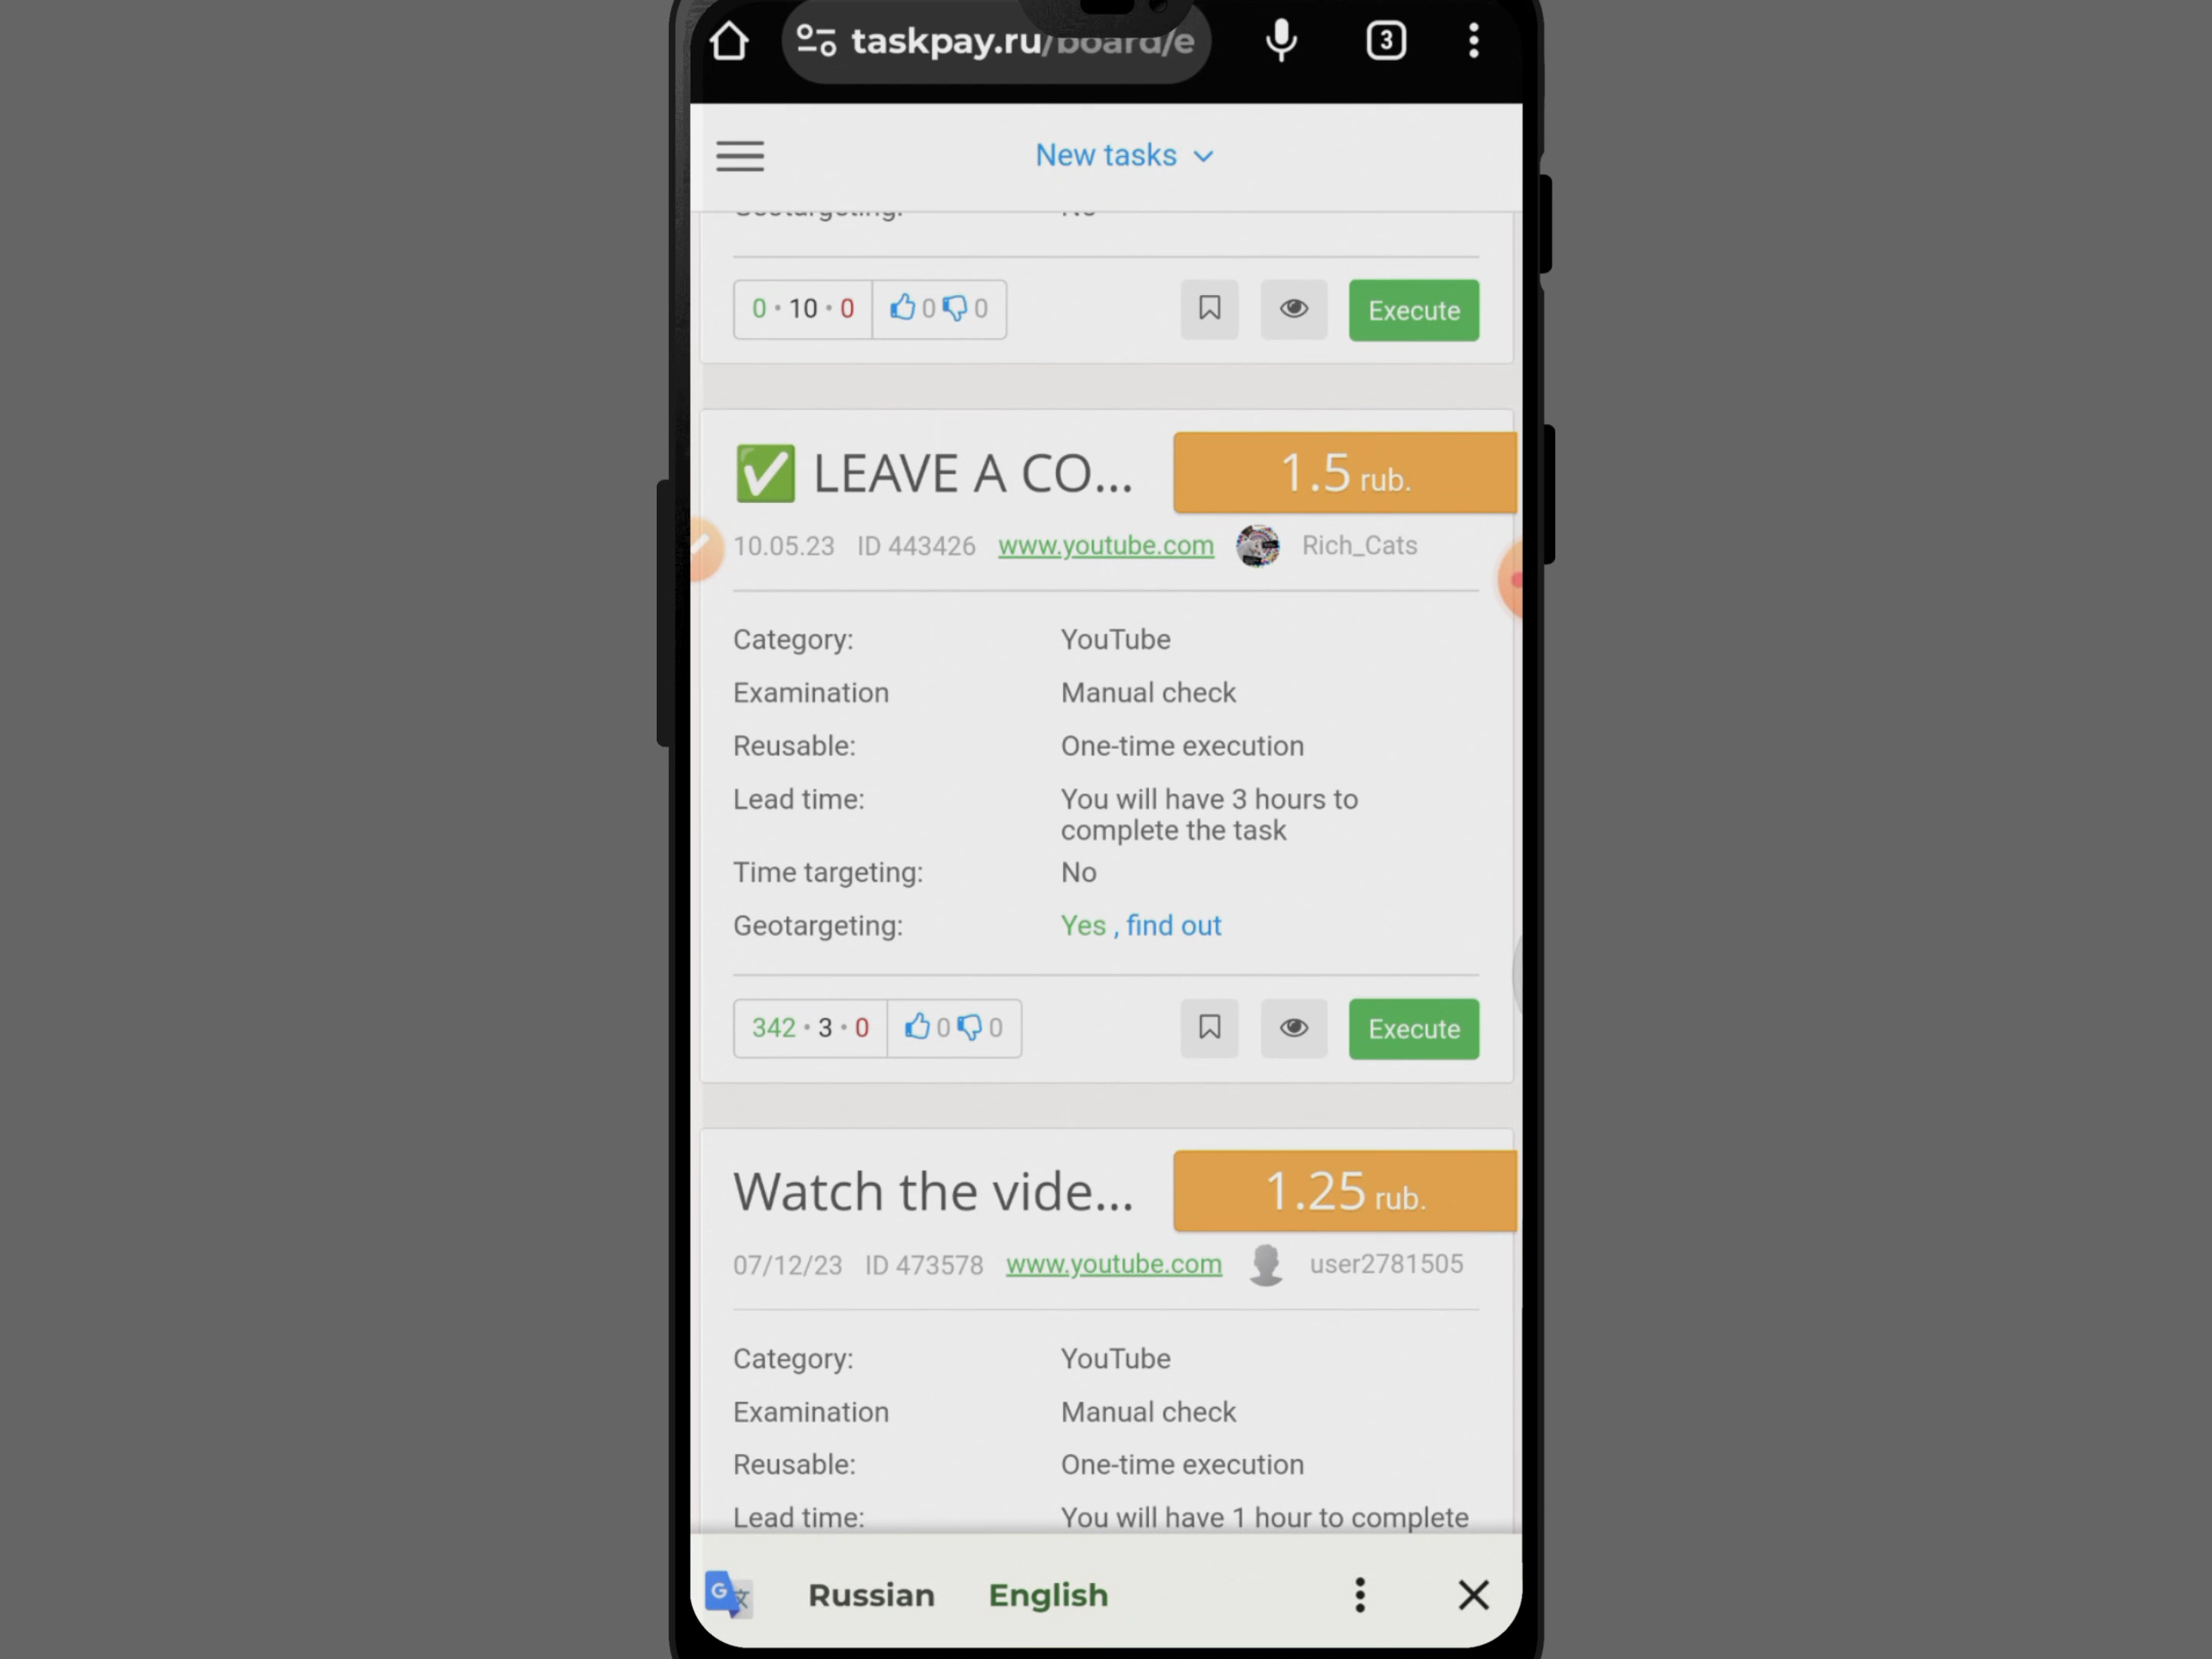 taskpay.ru/board/e
3
New tasks
Geotargeting: No
0 • 10 • 0 0 0
Execute
LEAVE A CO...
1.5 rub.
10.05.23 ID 443426 www.youtube.com Rich_Cats
Category: YouTube
Examination Manual check
Reusable: One-time execution
Lead time: You will have 3 hours to
complete the task
Time targeting: No
Geotargeting: Yes , find out
342 • 3 • 0 0 0
Execute
Watch the vide...
1.25 rub.
07/12/23 ID 473578 www.youtube.com user2781505
Category: YouTube
Examination Manual check
Reusable: One-time execution
Lead time: You will have 1 hour to complete
G 文 Russian English